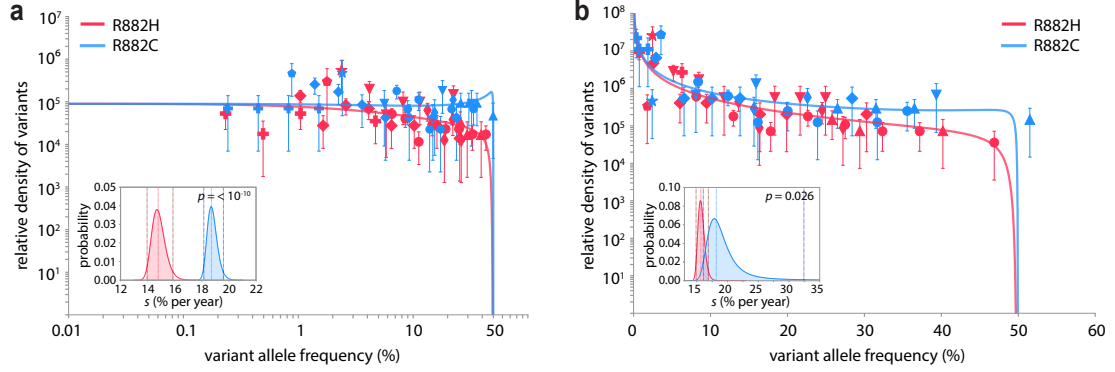 a
relative density of variants
10⁷
10⁶
10⁵
10⁴
10³
10²
10¹
R882H
R882C
probability
0.05
0.04
0.03
0.02
0.01
0.00
p = < 10⁻¹⁰
12 14 16 18 20 22
s (% per year)
0.01 0.1 1 10 50
variant allele frequency (%)
b
relative density of variants
10⁸
10⁷
10⁶
10⁵
10⁴
10³
10²
10¹
R882H
R882C
probability
0.10
0.08
0.06
0.04
0.02
0.00
p = 0.026
15 20 25 30 35
s (% per year)
0 10 20 30 40 50 60
variant allele frequency (%)